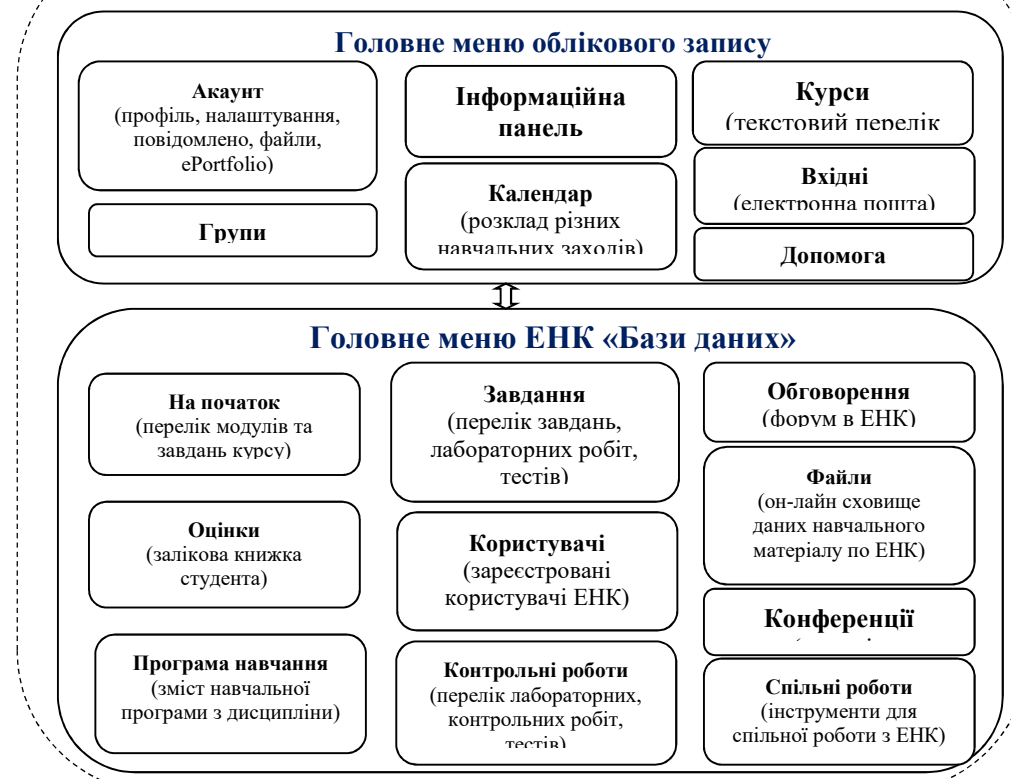 Головне меню облікового запису
Акаунт
(профіль, налаштування,
повідомлено, файли,
ePortfolio)
Групи
Інформаційна
панель
Календар
(розклад різних
навчальних заходів)
Курси
(текстовий перелік
Вхідні
(електронна пошта)
Допомога
Головне меню ЕНК «Бази даних»
На початок
(перелік модулів та
завдань курсу)
Оцінки
(залікова книжка
студента)
Програма навчання
(зміст навчальної
програми з дисципліни)
Завдання
(перелік завдань,
лабораторних робіт,
тестів)
Користувачі
(зареєстровані
користувачі ЕНК)
Контрольні роботи
(перелік лабораторних,
контрольних робіт,
тестів)
Обговорення
(форум в ЕНК)
Файли
(он-лайн сховище
даних навчального
матеріалу по ЕНК)
Конференції
Спільні роботи
(інструменти для
спільної роботи з ЕНК)